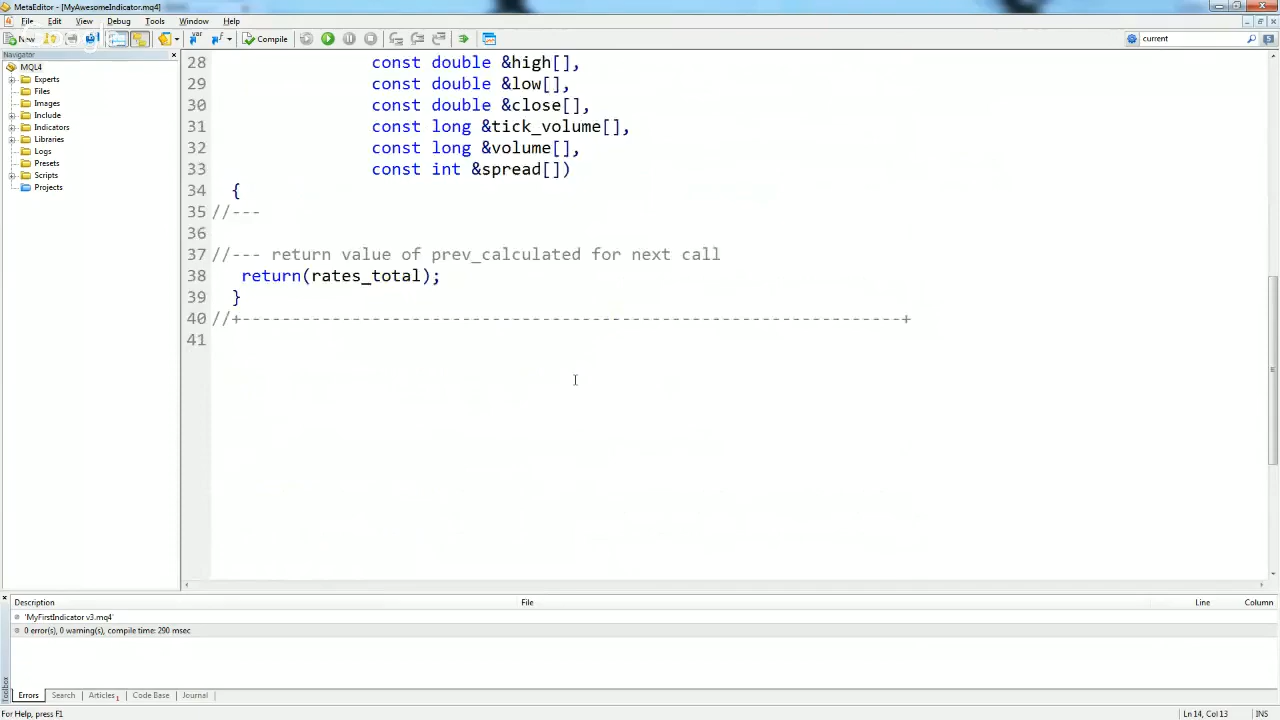 MetaEditor - [MyAwesomeIndicator.mq4]
File Edit View Debug Tools Window Help
New Compile current
Navigator
MQL4
Experts
Files
Images
Include
Indicators
Libraries
Logs
Presets
Scripts
Projects
28 const double &high[],
29 const double &low[],
30 const double &close[],
31 const long &tick_volume[],
32 const long &volume[],
33 const int &spread[])
34 {
35 //---
36
37 //--- return value of prev_calculated for next call
38 return(rates_total);
39 }
40 //+------------------------------------------------------------------+
41
Description File Line Column
'MyFirstIndicator v3.mq4'
0 error(s), 0 warning(s), compile time: 290 msec
Toolbox
Errors Search Articles 1 Code Base Journal
For Help, press F1 Ln 14, Col 13 INS